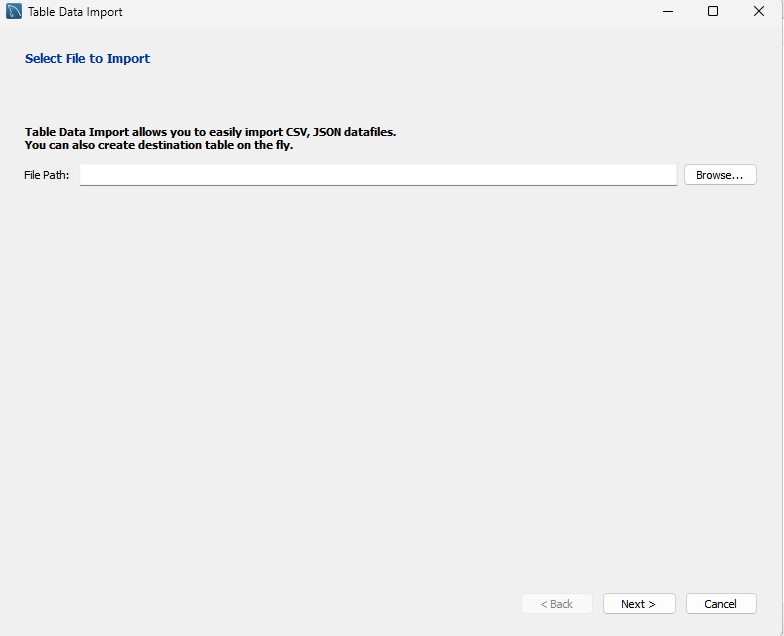 Table Data Import
Select File to Import
Table Data Import allows you to easily import CSV, JSON datafiles.
You can also create destination table on the fly.
File Path:
Browse...
< Back
Next >
Cancel